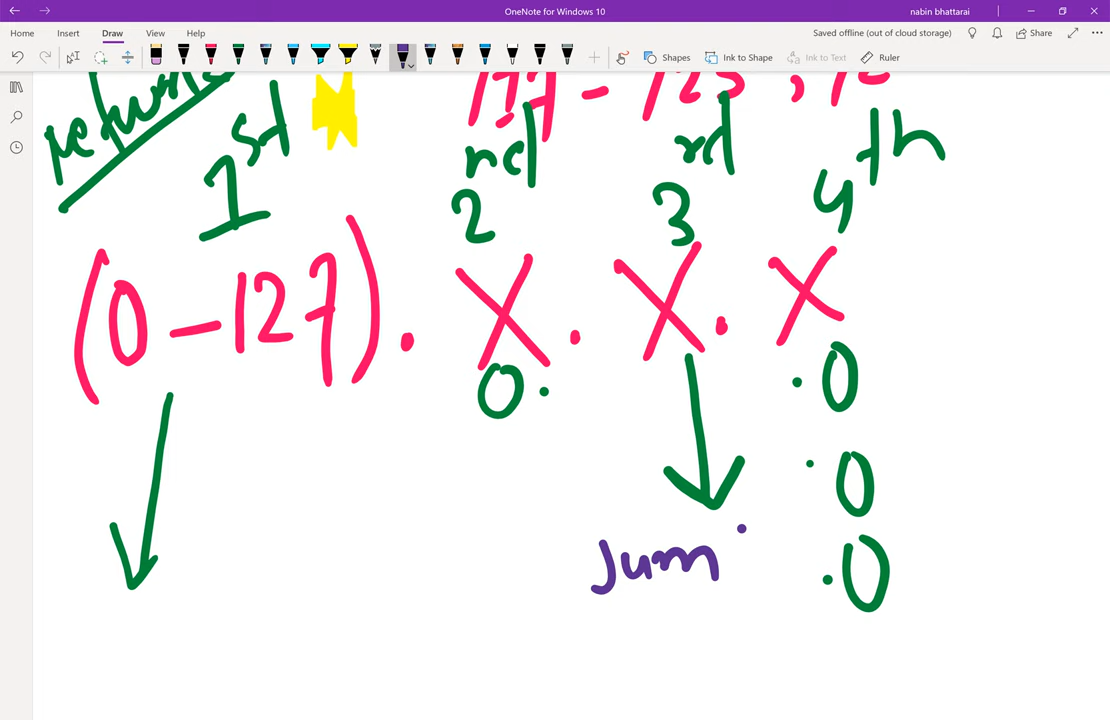 OneNote for Windows 10
nabin bhattarai
Home Insert Draw View Help
Saved offline (out of cloud storage)
Share
Shapes
Ink to Shape
Ink to Text
Ruler
1st 2nd 3rd 4th
(0-127) . X . X . X
0. .0
.0
Jum .0